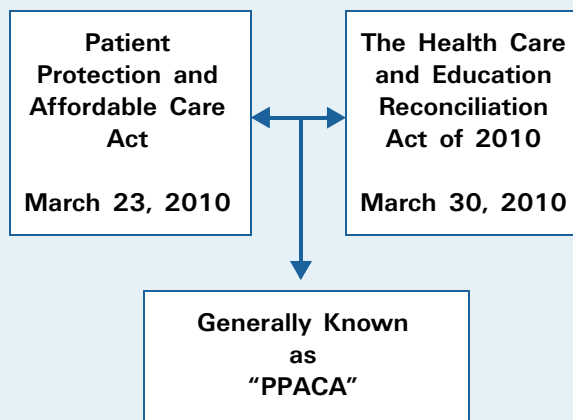 Patient
Protection and
Affordable Care
Act
March 23, 2010
The Health Care
and Education
Reconciliation
Act of 2010
March 30, 2010
Generally Known
as
“PPACA”